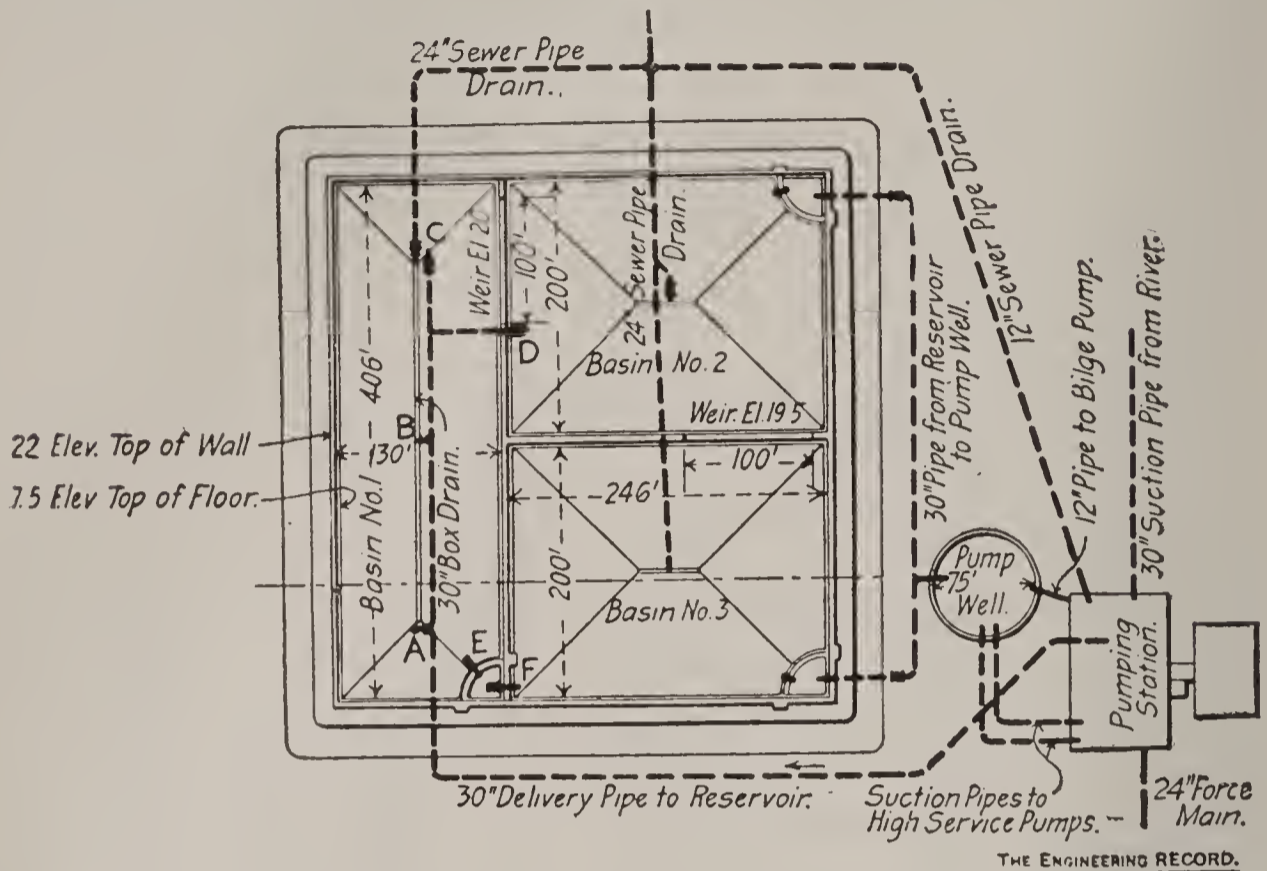 24" Sewer Pipe
Drain..
12" Sewer Pipe Drain.
C
Weir El 20
100'
200'
24 Sewer Pipe
Drain.
406'
D
Basin No. 2
30" Pipe from Reservoir
to Pump Well.
12" Pipe to Bilge Pump.
30" Suction Pipe from River.
Weir. El. 19 5
22 Elev. Top of Wall
B
130'
100'
246'
7.5 Elev Top of Floor.
Basin No. 1
30" Box Drain.
200'
Pump
75'
Well.
A
E
F
Basin No. 3
Pumping
Station.
30" Delivery Pipe to Reservoir.
Suction Pipes to
High Service Pumps.
24" Force
Main.
THE ENGINEERING RECORD.